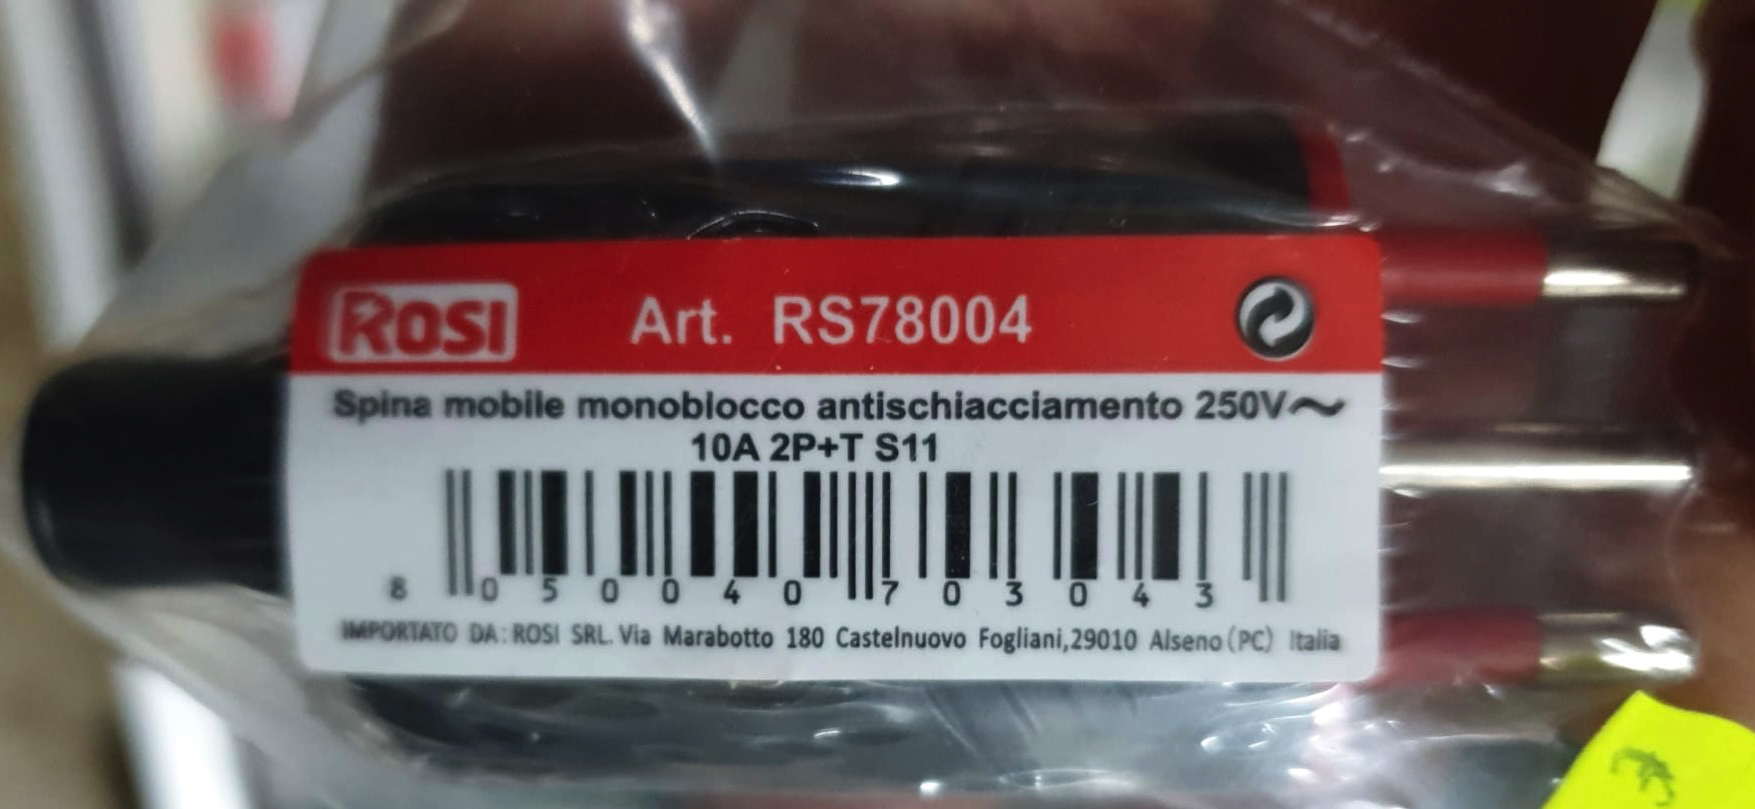 ROSI
Art. RS78004
Spina mobile monoblocco antischiacciamento 250V~
10A 2P+T S11
8 050040 703043
IMPORTATO DA: ROSI SRL. Via Marabotto 180 Castelnuovo Fogliani,29010 Alseno (PC) Italia